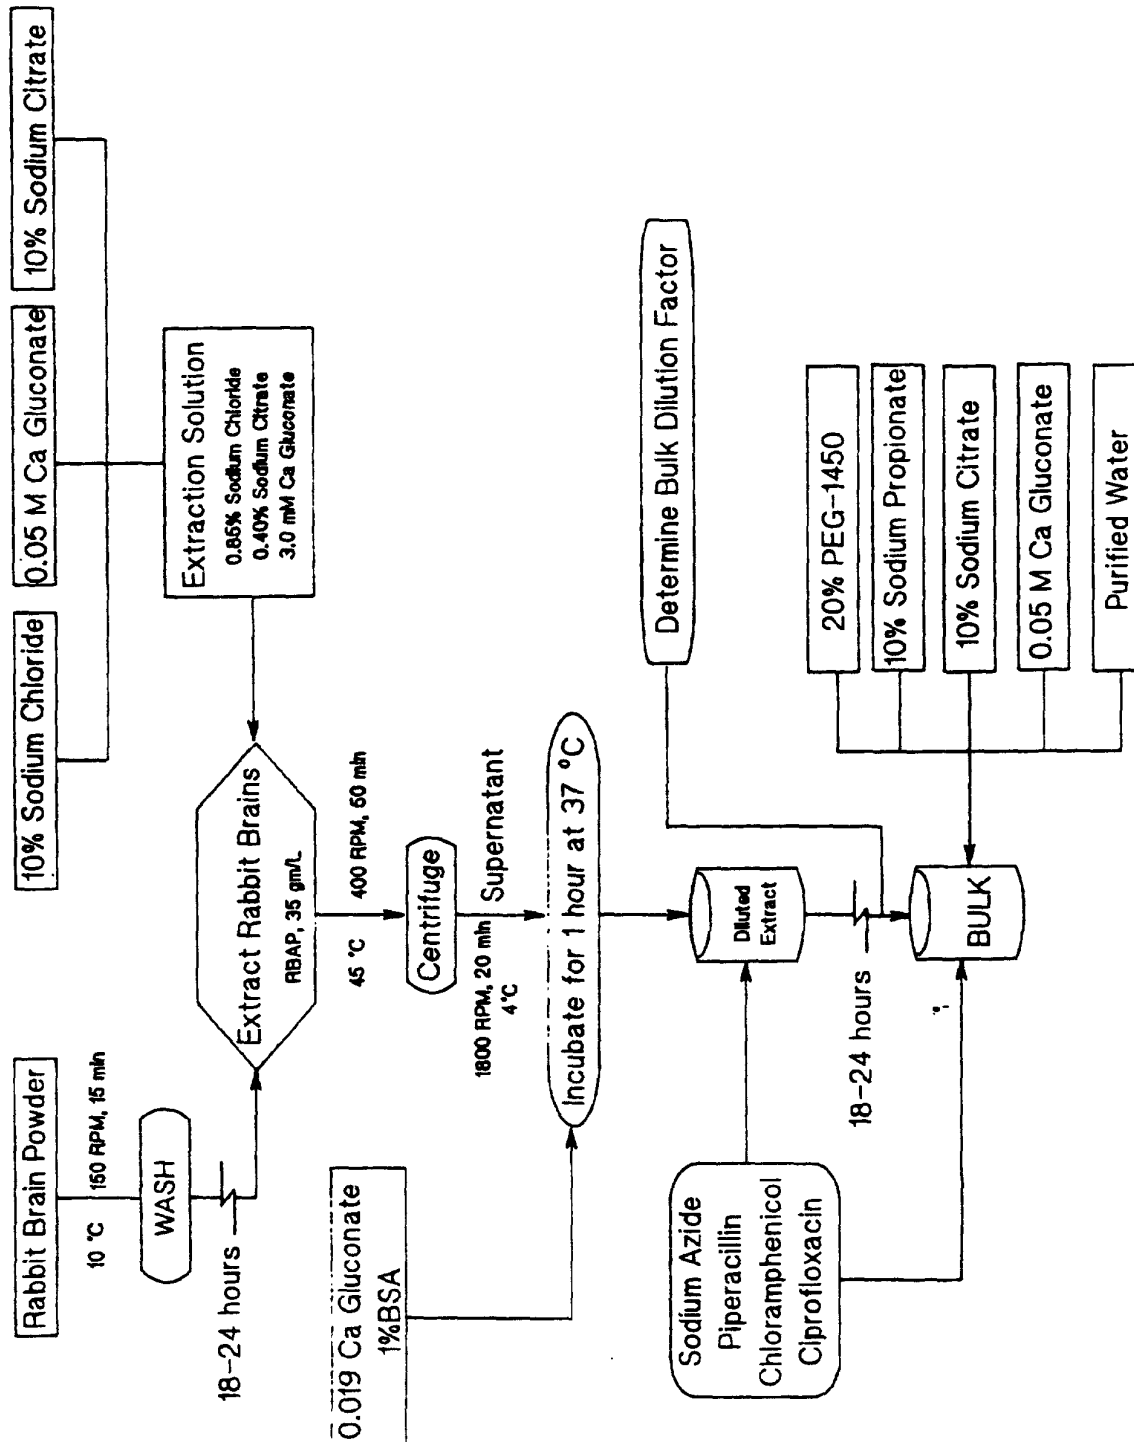 Rabbit Brain Powder
10 °C
150 RPM, 15 min
WASH
18-24 hours
10% Sodium Chloride
0.05 M Ca Gluconate
10% Sodium Citrate
Extraction Solution
0.85% Sodium Chloride
0.40% Sodium Citrate
3.0 mM Ca Gluconate
Extract Rabbit Brains
RBAP, 35 gm/L
45 °C
400 RPM, 60 min
Centrifuge
1800 RPM, 20 min
4°C
Supernatant
0.019 Ca Gluconate
1%BSA
Incubate for 1 hour at 37 °C
Sodium Azide
Piperacillin
Chloramphenicol
Ciprofloxacin
Diluted
Extract
18-24 hours
Determine Bulk Dilution Factor
BULK
20% PEG-1450
10% Sodium Propionate
10% Sodium Citrate
0.05 M Ca Gluconate
Purified Water